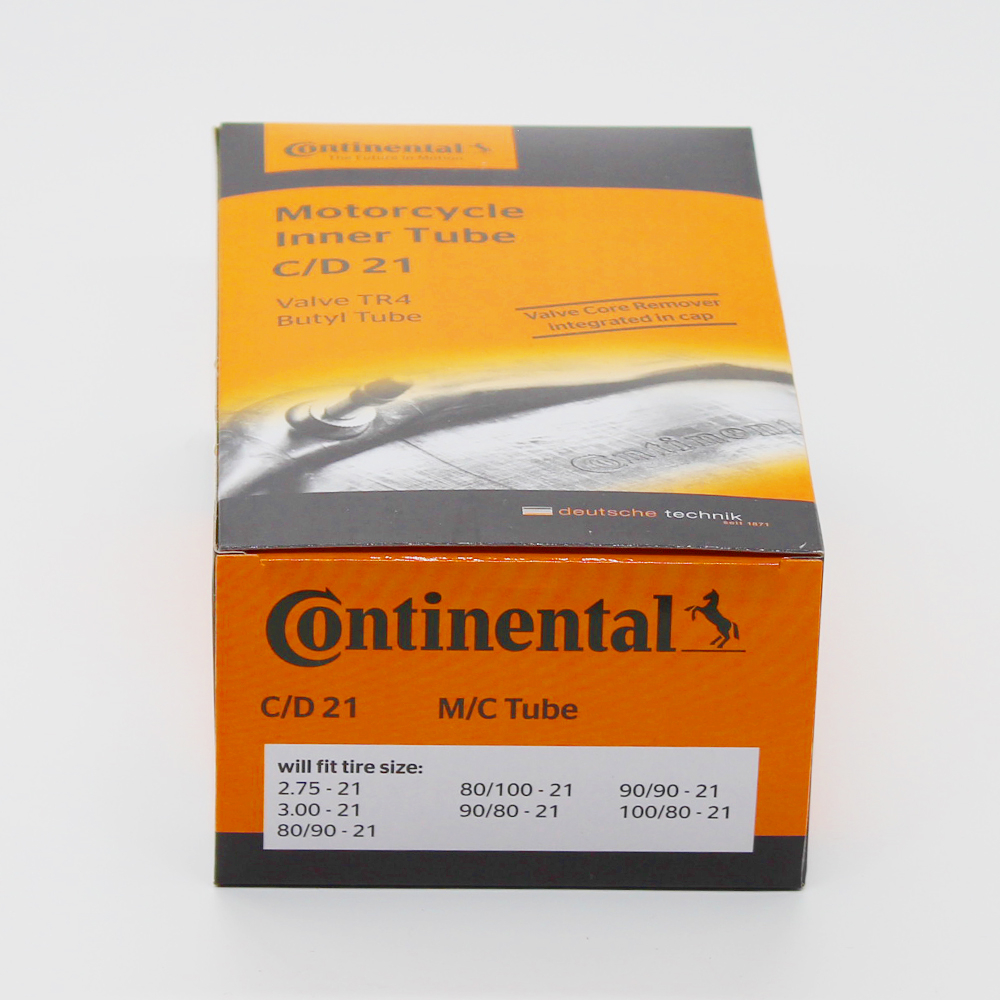 Continental
The Future in Motion
Motorcycle
Inner Tube
C/D 21
Valve TR4
Butyl Tube
Valve Core Remover
integrated in cap
Continent
deutsche technik
seit 1871
Continental
C/D 21 M/C Tube
will fit tire size:
2.75 - 21 80/100 - 21 90/90 - 21
3.00 - 21 90/80 - 21 100/80 - 21
80/90 - 21